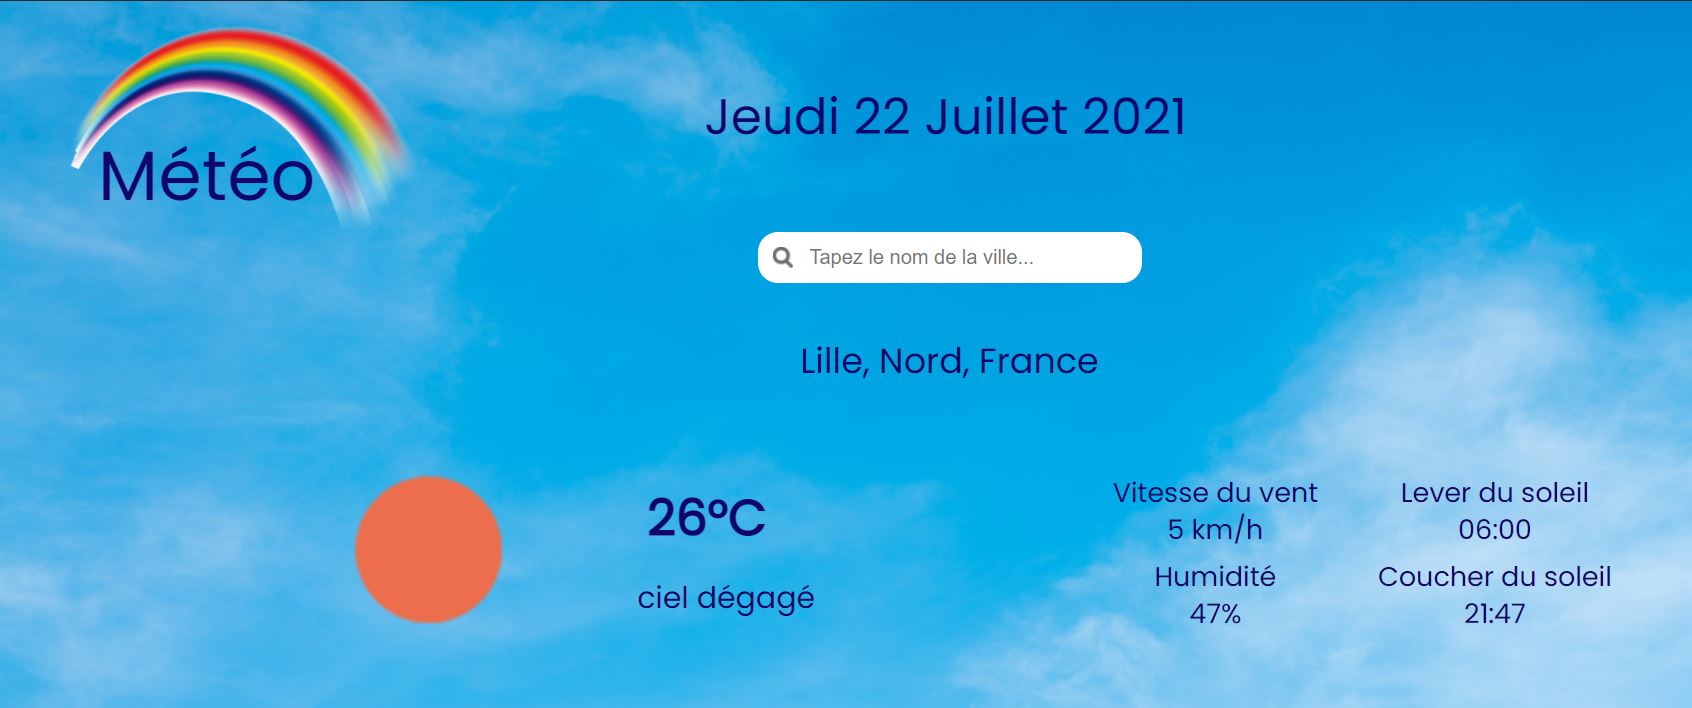 Météo
Jeudi 22 Juillet 2021
Tapez le nom de la ville...
Lille, Nord, France
26°C
ciel dégagé
Vitesse du vent
5 km/h
Humidité
47%
Lever du soleil
06:00
Coucher du soleil
21:47